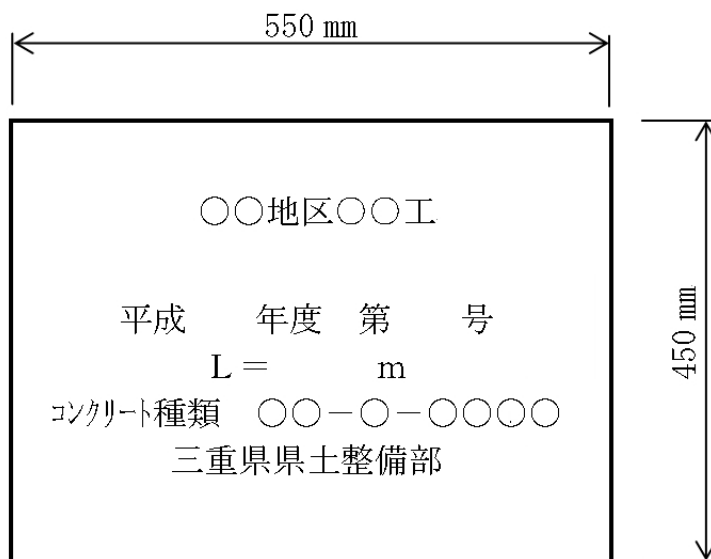 550 mm
○○地区○○工
平成　　年度　第　　号
L =　　　m
コンクリート種類　○○－○－○○○○
三重県県土整備部
450 mm